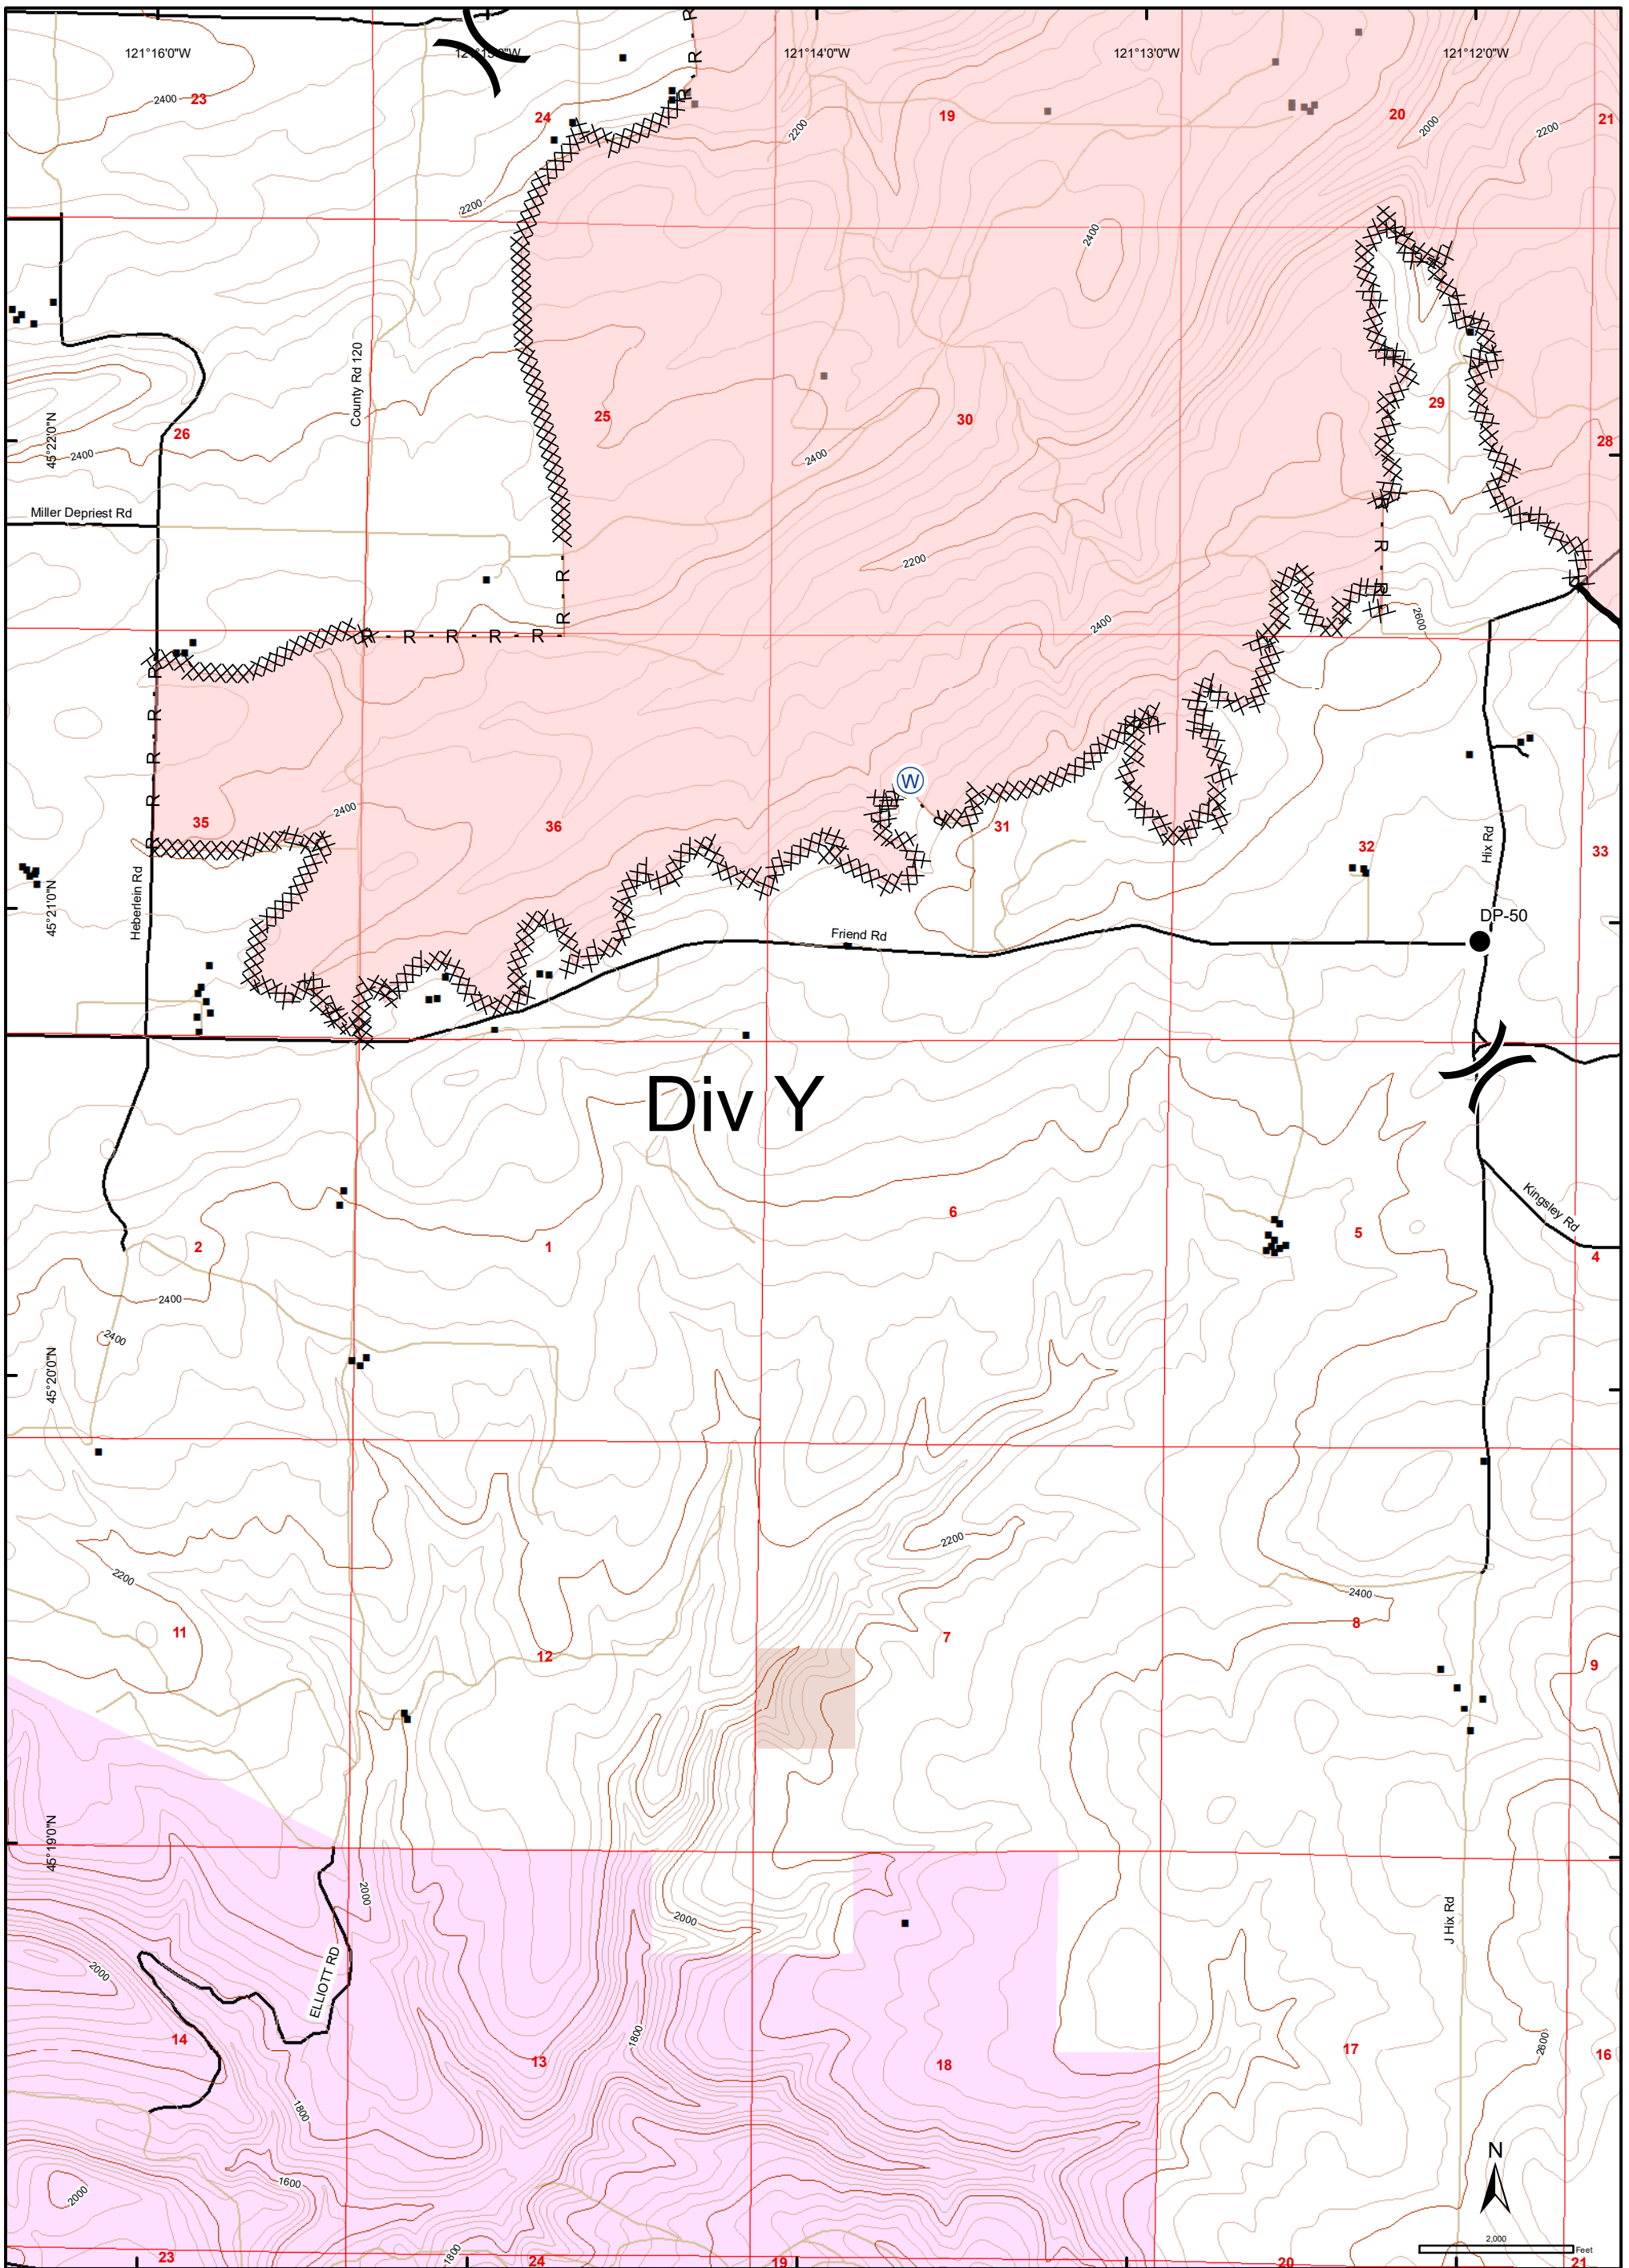 121°16'0"W
121°15'0"W
121°14'0"W
121°13'0"W
121°12'0"W
R - R - R
2400
23
24
19
20
21
2200
2000
2200
2200
2400
County Rd 120
45°22'0"N
26
2400
25
30
29
28
2400
Miller Depriest Rd
2200
R - R
R - R
2400
2600
R - R - R - R - R
R - R - R - R - R
W
2400
35
36
31
32
33
Hix Rd
Heberlein Rd
45°21'0"N
DP-50
Friend Rd
Div Y
Kingsley Rd
2
1
6
5
4
2400
2400
45°20'0"N
2200
2200
2400
11
12
7
8
9
45°19'0"N
2000
2000
J Hix Rd
ELLIOTT RD
2000
14
13
18
17
16
1800
2600
1800
N
1600
2000
2,000
Feet
23
1800
24
19
20
21